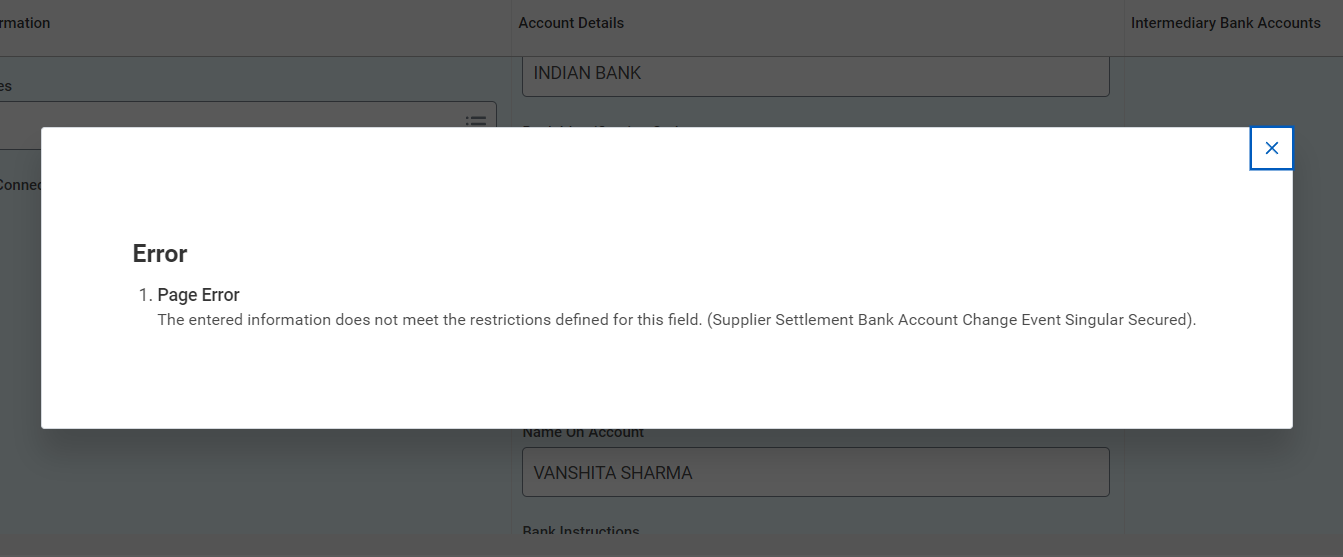 rmation
Account Details
Intermediary Bank Accounts
INDIAN BANK
es
Connec
Error
1. Page Error
The entered information does not meet the restrictions defined for this field. (Supplier Settlement Bank Account Change Event Singular Secured).
Name On Account
VANSHITA SHARMA
Bank Instructions